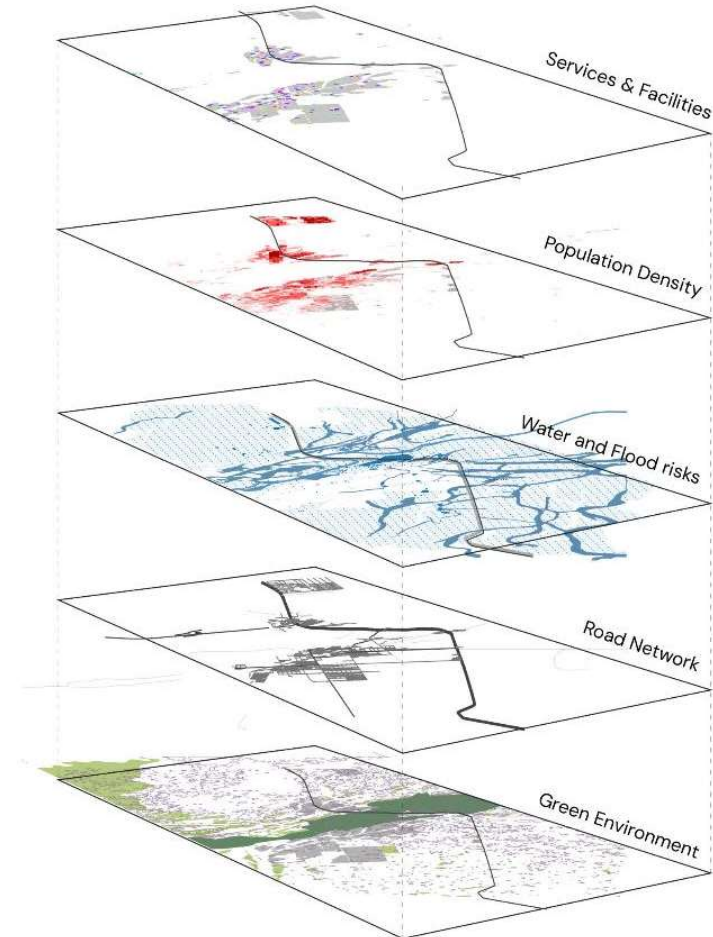 Services & Facilities
Population Density
Water and Flood risks
Road Network
Green Environment